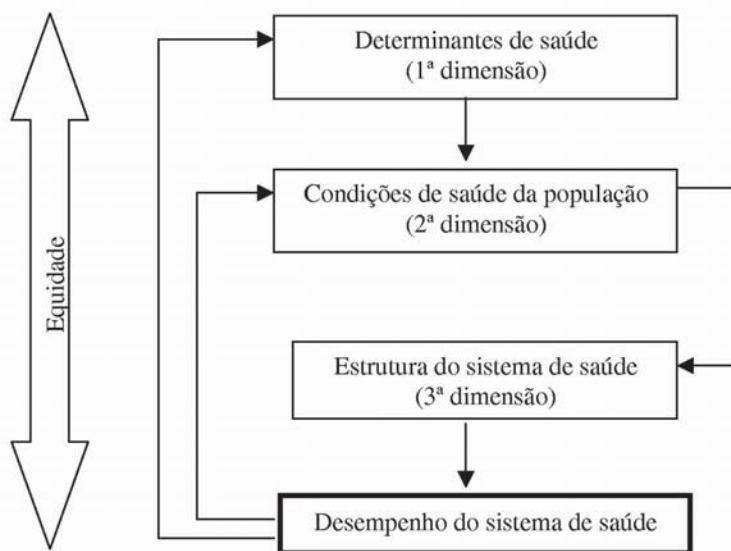 Determinantes de saúde
(1ª dimensão)
Condições de saúde da população
(2ª dimensão)
Equidade
Estrutura do sistema de saúde
(3ª dimensão)
Desempenho do sistema de saúde